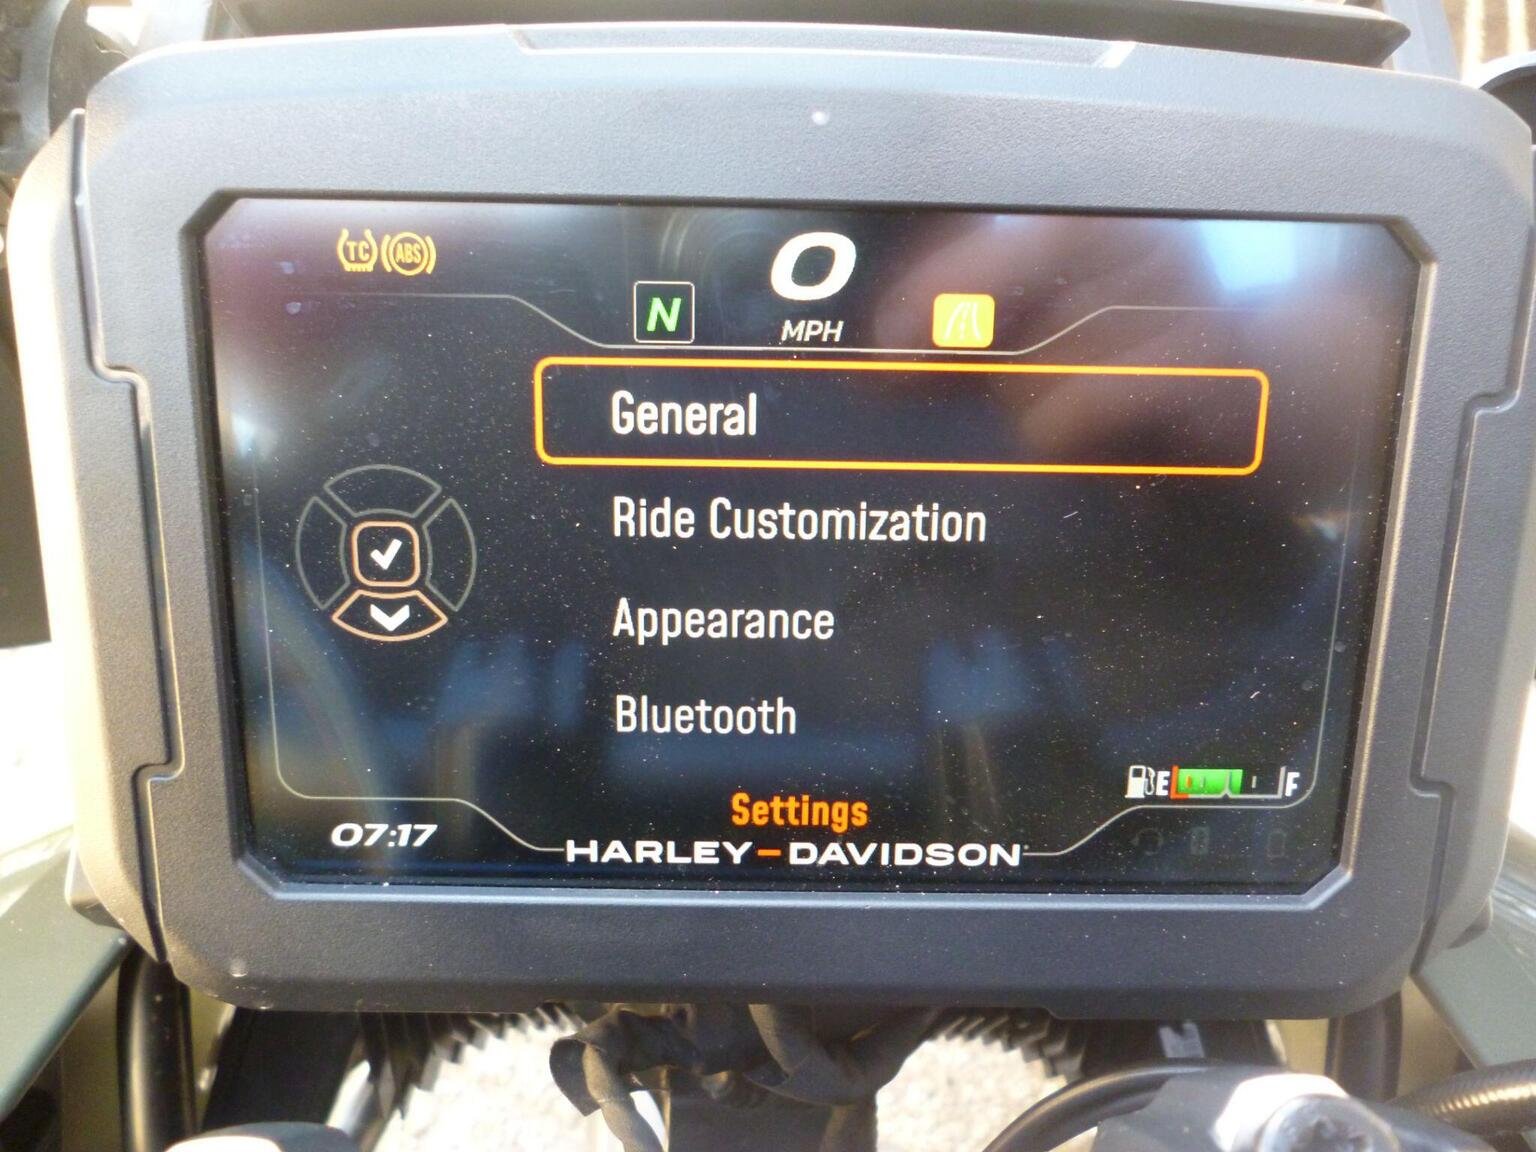 TC ABS
0
N
MPH
General
Ride Customization
Appearance
Bluetooth
E F
Settings
07:17
HARLEY-DAVIDSON